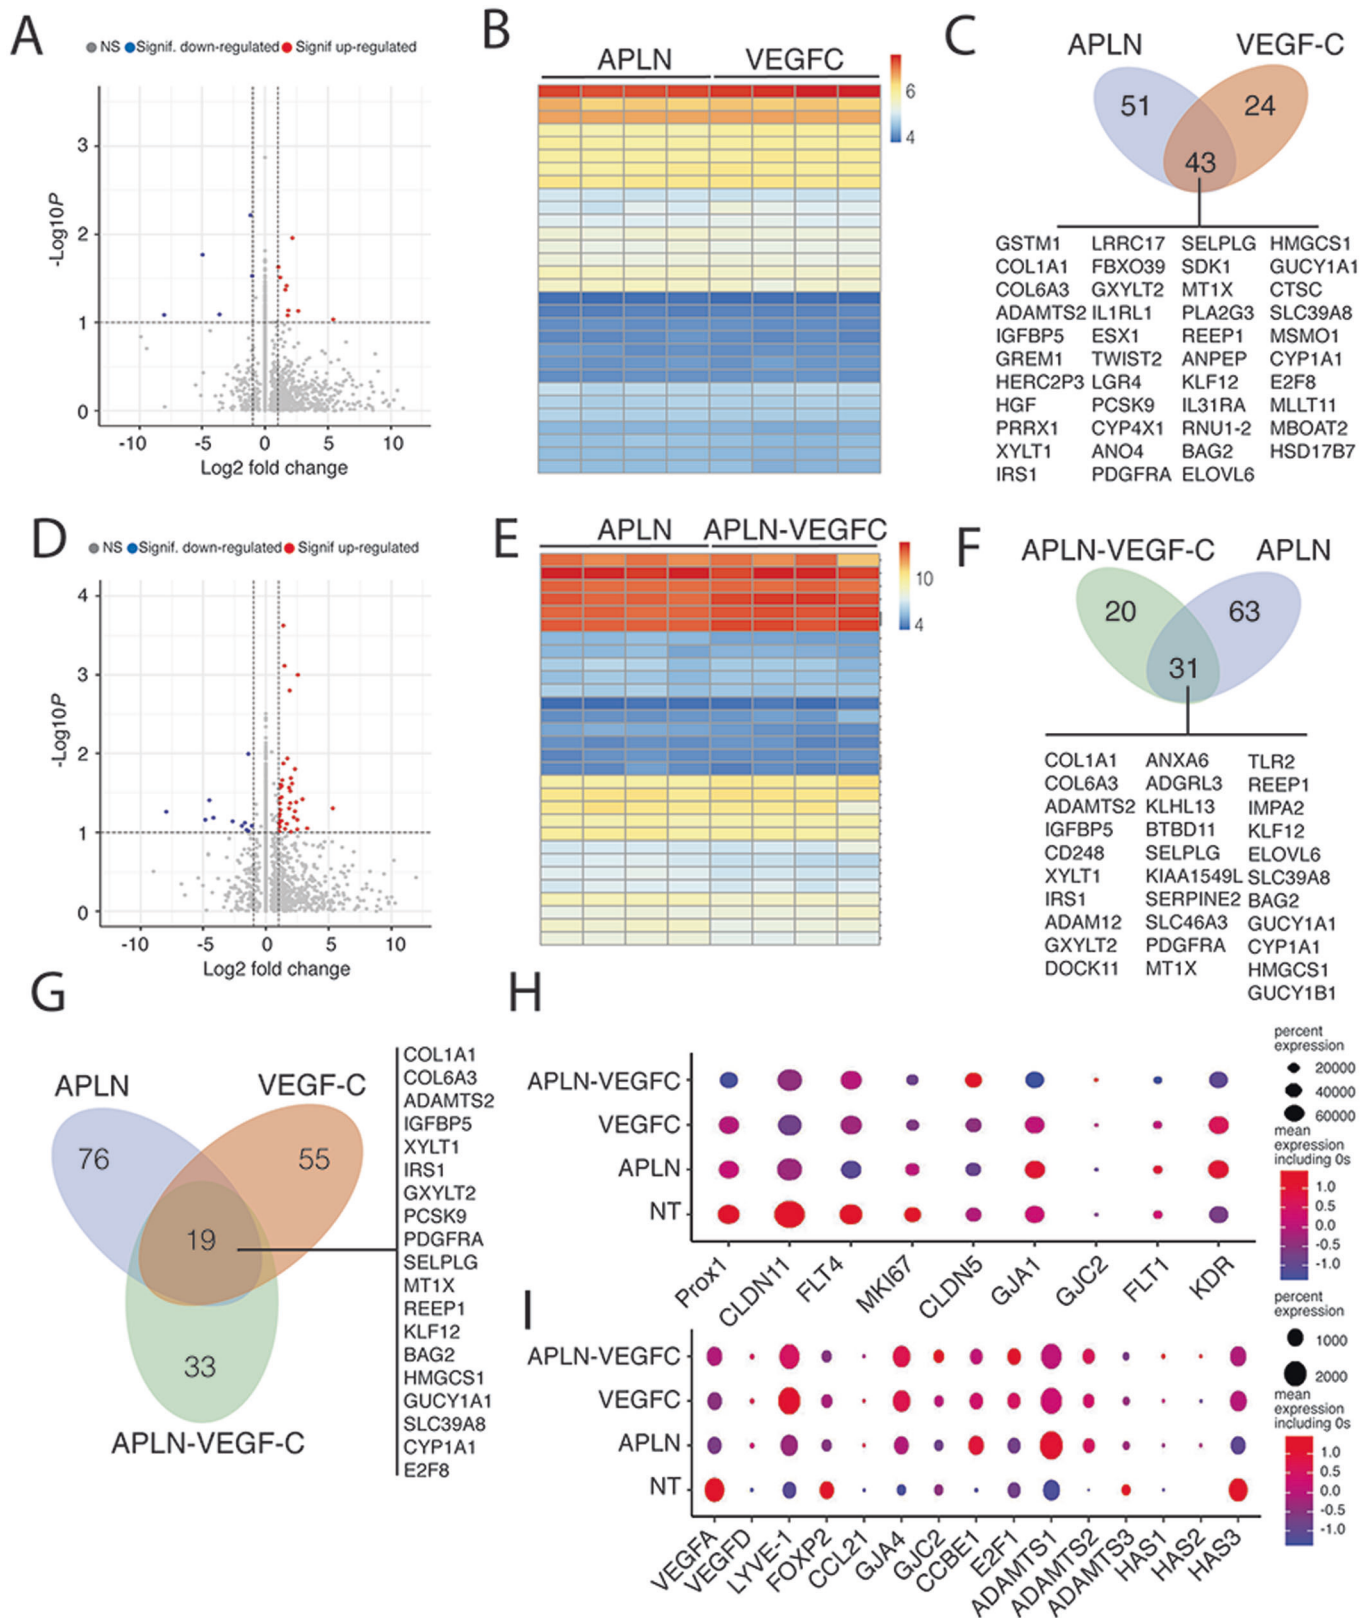 A
NS Signif. down-regulated Signif up-regulated
-Log10P
3
2
1
0
-10 -5 0 5 10
Log2 fold change
B
APLN VEGFC
6
4
C
APLN VEGF-C
51 24
43
GSTM1 LRRC17 SELPLG HMGCS1
COL1A1 FBXO39 SDK1 GUCY1A1
COL6A3 GXYLT2 MT1X CTSC
ADAMTS2 IL1RL1 PLA2G3 SLC39A8
IGFBP5 ESX1 REEP1 MSMO1
GREM1 TWIST2 ANPEP CYP1A1
HERC2P3 LGR4 KLF12 E2F8
HGF PCSK9 IL31RA MLLT11
PRRX1 CYP4X1 RNU1-2 MBOAT2
XYLT1 ANO4 BAG2 HSD17B7
IRS1 PDGFRA ELOVL6
D
NS Signif. down-regulated Signif up-regulated
-Log10P
4
3
2
1
0
-10 -5 0 5 10
Log2 fold change
E
APLN APLN-VEGFC
10
4
F
APLN-VEGF-C APLN
20 63
31
COL1A1 ANXA6 TLR2
COL6A3 ADGRL3 REEP1
ADAMTS2 KLHL13 IMPA2
IGFBP5 BTBD11 KLF12
CD248 SELPLG ELOVL6
XYLT1 KIAA1549L SLC39A8
IRS1 SERPINE2 BAG2
ADAM12 SLC46A3 GUCY1A1
GXYLT2 PDGFRA CYP1A1
DOCK11 MT1X HMGCS1
GUCY1B1
G
APLN VEGF-C
76 55
19
33
APLN-VEGF-C
COL1A1
COL6A3
ADAMTS2
IGFBP5
XYLT1
IRS1
GXYLT2
PCSK9
PDGFRA
SELPLG
MT1X
REEP1
KLF12
BAG2
HMGCS1
GUCY1A1
SLC39A8
CYP1A1
E2F8
H
APLN-VEGFC
VEGFC
APLN
NT
Prox1 CLDN11 FLT4 MKI67 CLDN5 GJA1 GJC2 FLT1 KDR
percent
expression
20000
40000
60000
mean
expression
including 0s
1.0
0.5
0.0
-0.5
-1.0
I
APLN-VEGFC
VEGFC
APLN
NT
VEGFA VEGFD LYVE-1 FOXP2 CCL21 GJA4 GJC2 CCBE1 E2F1 ADAMTS1 ADAMTS2 ADAMTS3 HAS1 HAS2 HAS3
percent
expression
1000
2000
mean
expression
including 0s
1.0
0.5
0.0
-0.5
-1.0